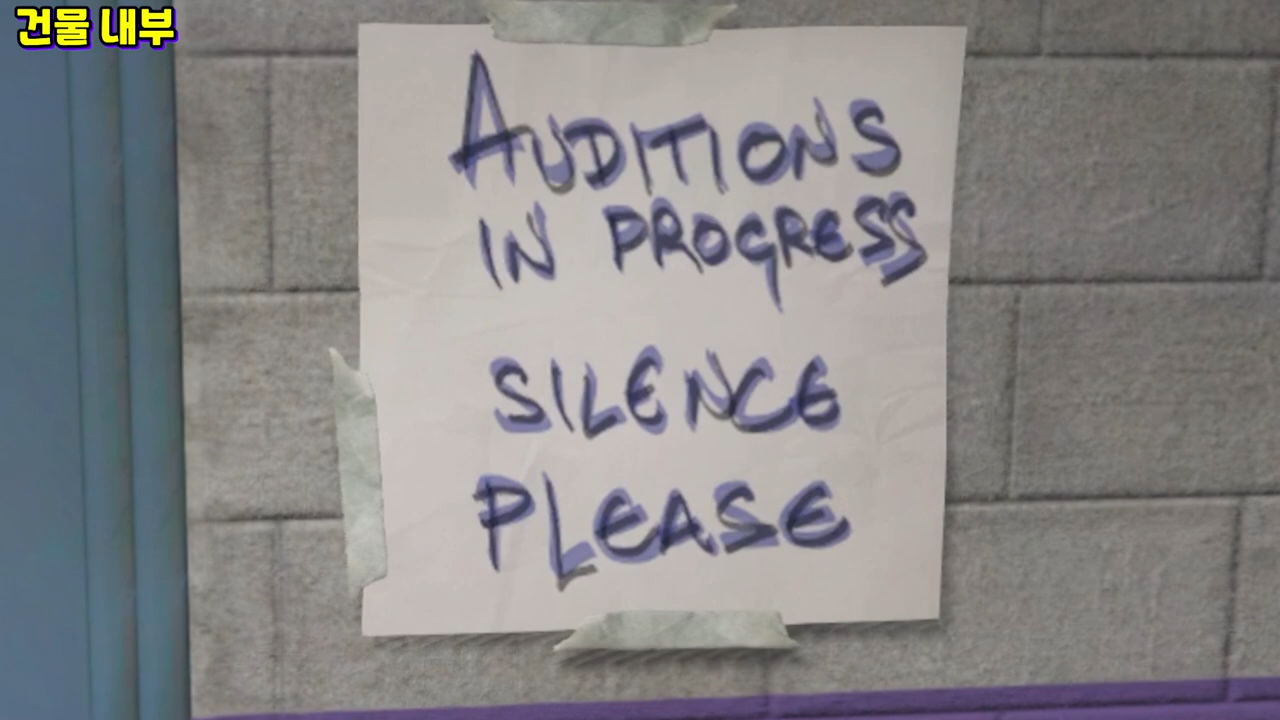 건물 내부
AUDITIONS
IN PROGRESS
SILENCE
PLEASE